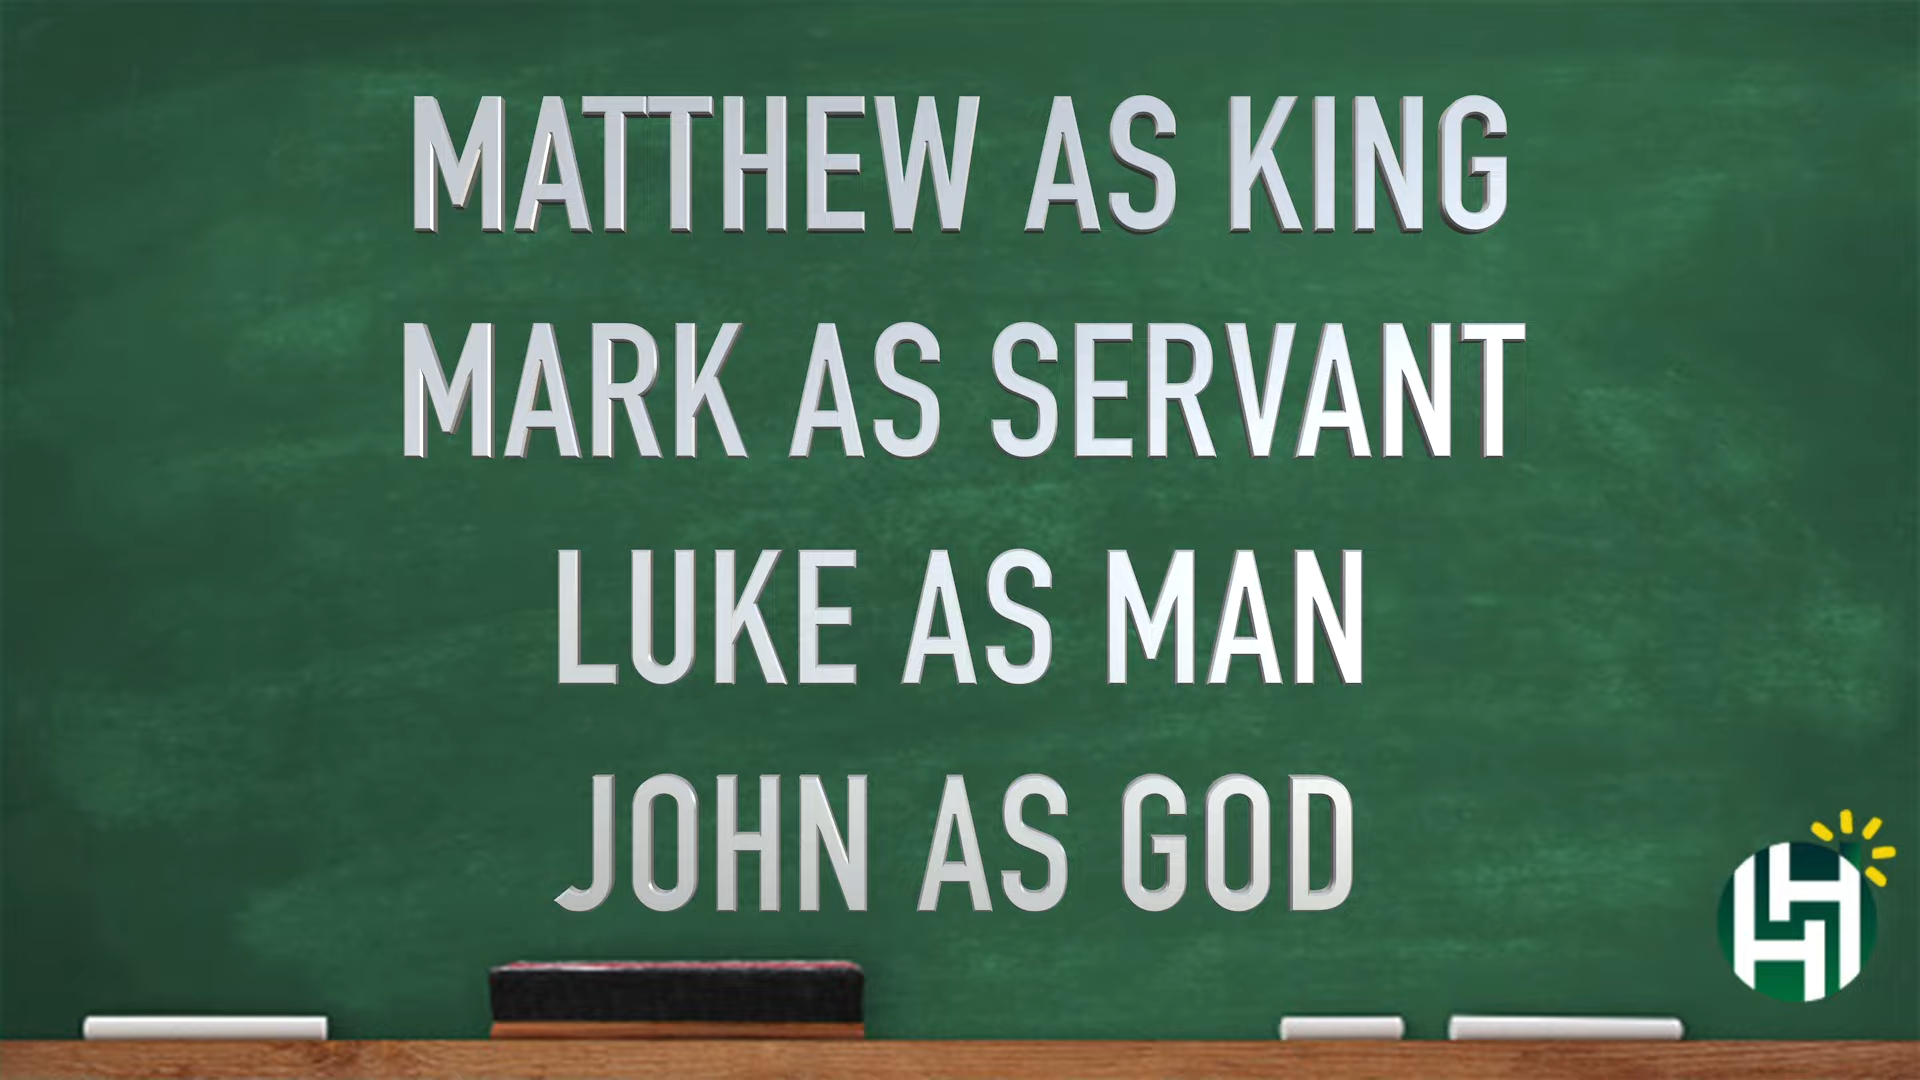 MATTHEW AS KING
MARK AS SERVANT
LUKE AS MAN
JOHN AS GOD